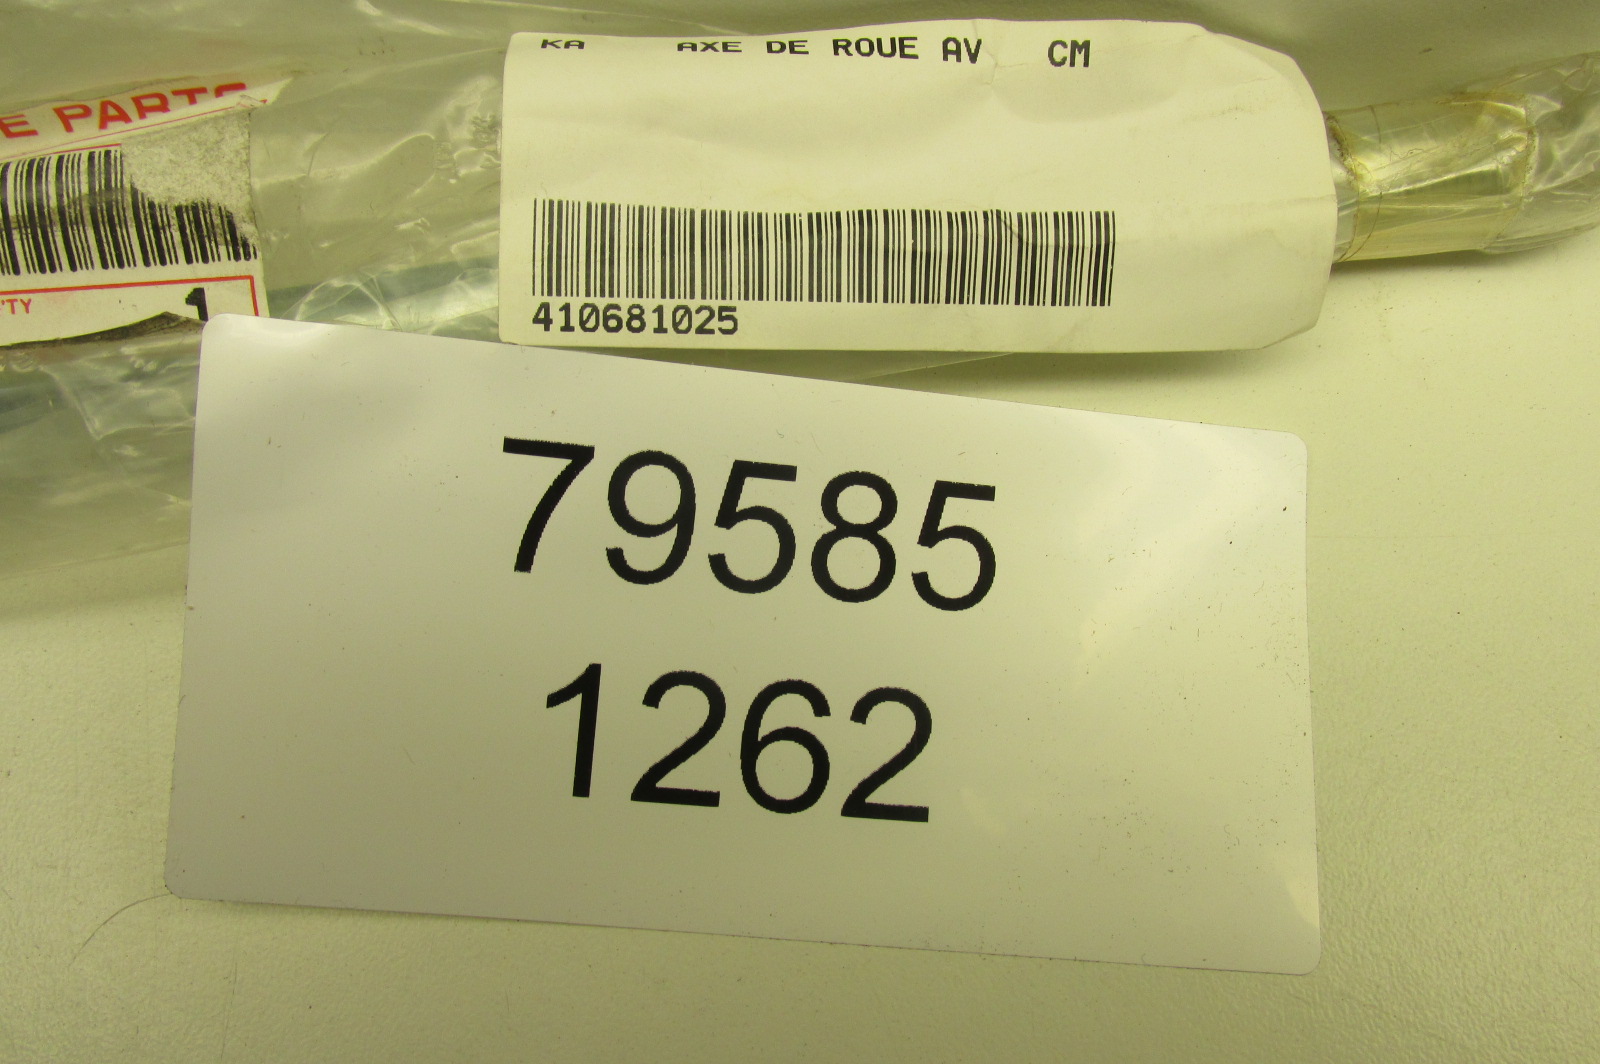 KA AXE DE ROUE AV CM
E PARTS
410681025
'TY 1
79585
1262